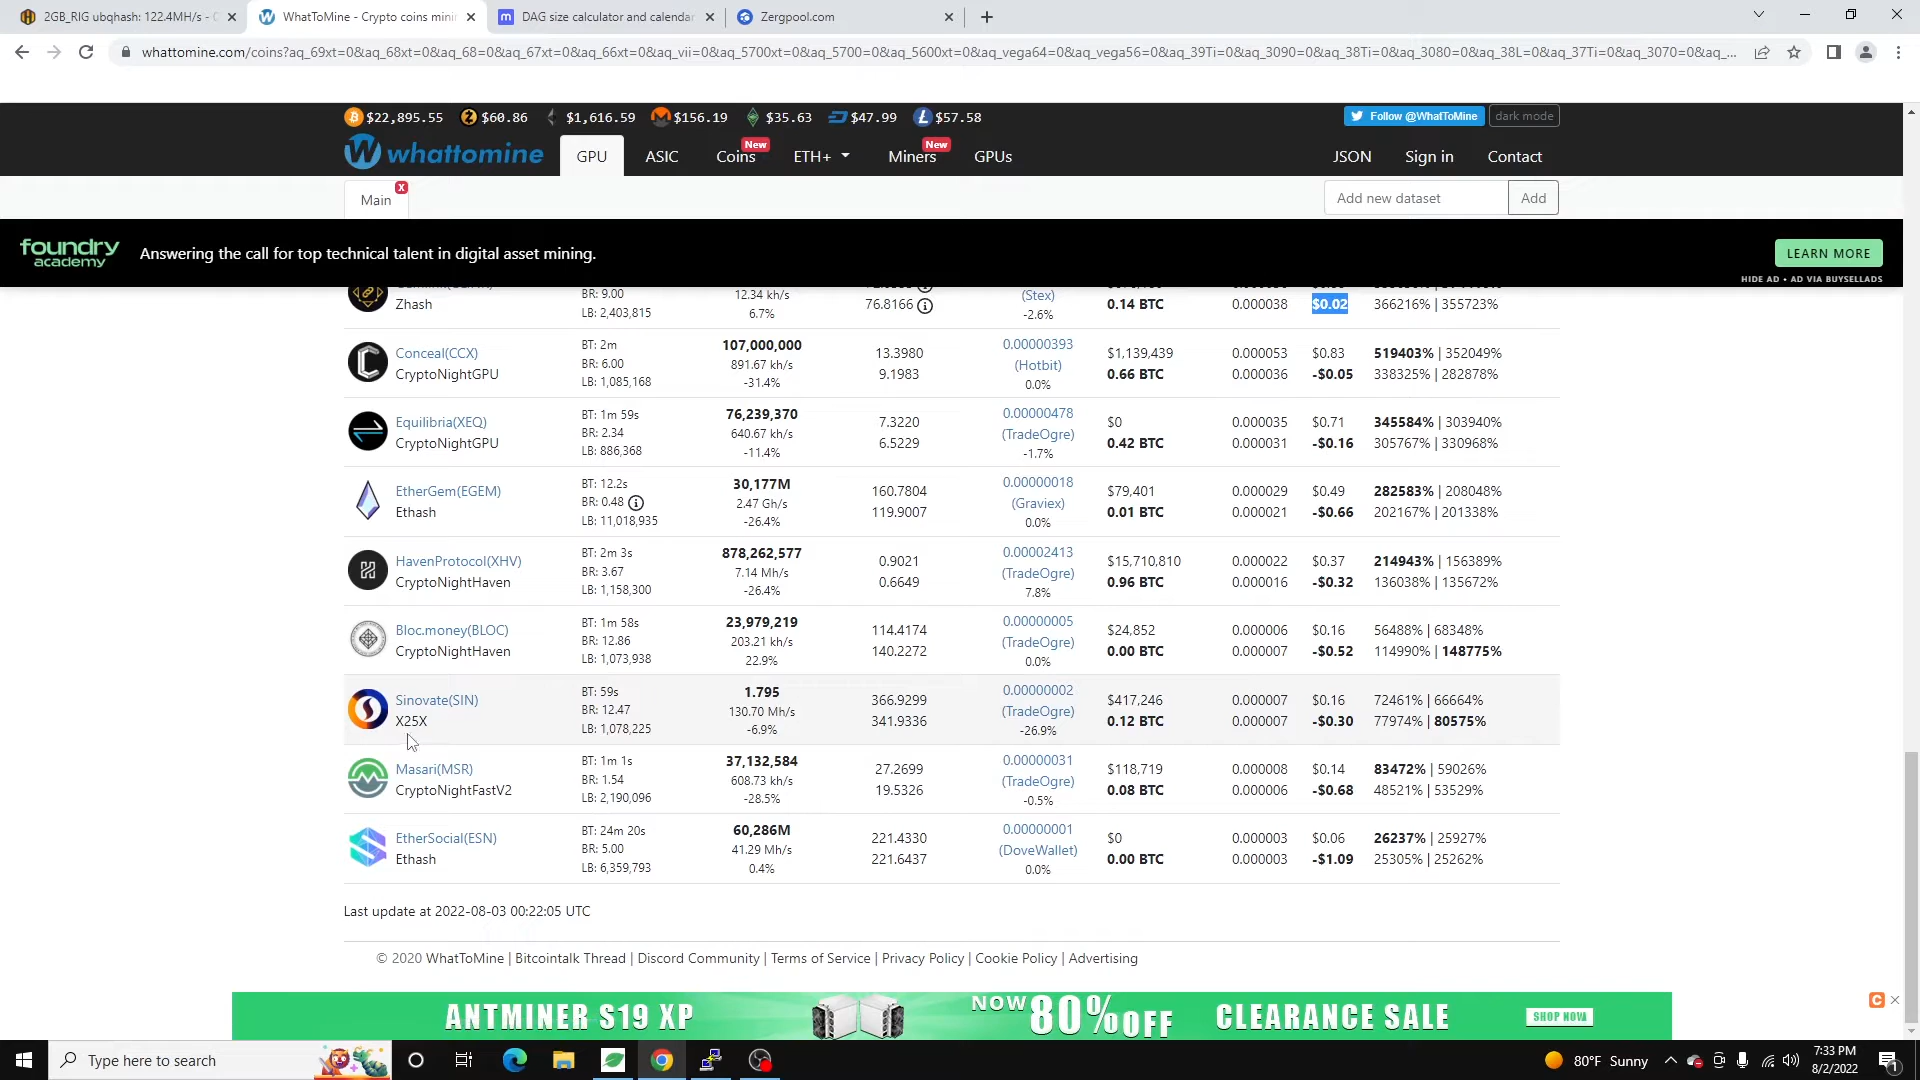 2GB_RIG ubqhash: 122.4MH/s -
WhatToMine - Crypto coins mini
DAG size calculator and calenda
Zergpool.com
whattomine.com/coins?aq_69xt=0&aq_68xt=0&aq_68=0&aq_67xt=0&aq_66xt=0&aq_vii=0&aq_5700xt=0&aq_5700=0&aq_5600xt=0&aq_vega64=0&aq_vega56=0&aq_39Ti=0&aq_3090=0&aq_38Ti=0&aq_3080=0&aq_38L=0&aq_37Ti=0&aq_3070=0&aq_...
$22,895.55 $60.86 $1,616.59 $156.19 $35.63 $47.99 $57.58
Follow @WhatToMine dark mode
whattomine
GPU ASIC Coins New ETH+ Miners New GPUs JSON Sign in Contact
Main x
Add new dataset Add
foundry
academy
Answering the call for top technical talent in digital asset mining.
LEARN MORE
HIDE AD • AD VIA BUYSELLADS
BR: 9.00 12.34 kh/s (Stex)
Zhash 76.8166 0.14 BTC 0.000038 $0.02 366216% | 355723%
LB: 2,403,815 6.7% -2.6%
BT: 2m 107,000,000 0.00000393
Conceal(CCX) 13.3980 $1,139,439 0.000053 $0.83 519403% | 352049%
BR: 6.00 891.67 kh/s (Hotbit)
CryptoNightGPU 9.1983 0.66 BTC 0.000036 -$0.05 338325% | 282878%
LB: 1,085,168 -31.4% 0.0%
BT: 1m 59s 76,239,370 0.00000478
Equilibria(XEQ) 7.3220 $0 0.000035 $0.71 345584% | 303940%
BR: 2.34 640.67 kh/s (TradeOgre)
CryptoNightGPU 6.5229 0.42 BTC 0.000031 -$0.16 305767% | 330968%
LB: 886,368 -11.4% -1.7%
BT: 12.2s 30,177M 0.00000018
EtherGem(EGEM) 160.7804 $79,401 0.000029 $0.49 282583% | 208048%
BR: 0.48 2.47 Gh/s (Graviex)
Ethash 119.9007 0.01 BTC 0.000021 -$0.66 202167% | 201338%
LB: 11,018,935 -26.4% 0.0%
BT: 2m 3s 878,262,577 0.00002413
HavenProtocol(XHV) 0.9021 $15,710,810 0.000022 $0.37 214943% | 156389%
BR: 3.67 7.14 Mh/s (TradeOgre)
CryptoNightHaven 0.6649 0.96 BTC 0.000016 -$0.32 136038% | 135672%
LB: 1,158,300 -26.4% 7.8%
BT: 1m 58s 23,979,219 0.00000005
Bloc.money(BLOC) 114.4174 $24,852 0.000006 $0.16 56488% | 68348%
BR: 12.86 203.21 kh/s (TradeOgre)
CryptoNightHaven 140.2272 0.00 BTC 0.000007 -$0.52 114990% | 148775%
LB: 1,073,938 22.9% 0.0%
BT: 59s 1.795 0.00000002
Sinovate(SIN) 366.9299 $417,246 0.000007 $0.16 72461% | 66664%
BR: 12.47 130.70 Mh/s (TradeOgre)
X25X 341.9336 0.12 BTC 0.000007 -$0.30 77974% | 80575%
LB: 1,078,225 -6.9% -26.9%
BT: 1m 1s 37,132,584 0.00000031
Masari(MSR) 27.2699 $118,719 0.000008 $0.14 83472% | 59026%
BR: 1.54 608.73 kh/s (TradeOgre)
CryptoNightFastV2 19.5326 0.08 BTC 0.000006 -$0.68 48521% | 53529%
LB: 2,190,096 -28.5% -0.5%
BT: 24m 20s 60,286M 0.00000001
EtherSocial(ESN) 221.4330 $0 0.000003 $0.06 26237% | 25927%
BR: 5.00 41.29 Mh/s (DoveWallet)
Ethash 221.6437 0.00 BTC 0.000003 -$1.09 25305% | 25262%
LB: 6,359,793 0.4% 0.0%
Last update at 2022-08-03 00:22:05 UTC
© 2020 WhatToMine | Bitcointalk Thread | Discord Community | Terms of Service | Privacy Policy | Cookie Policy | Advertising
ANTMINER S19 XP NOW 80% OFF CLEARANCE SALE SHOP NOW
Type here to search
80°F Sunny
7:33 PM
8/2/2022
1